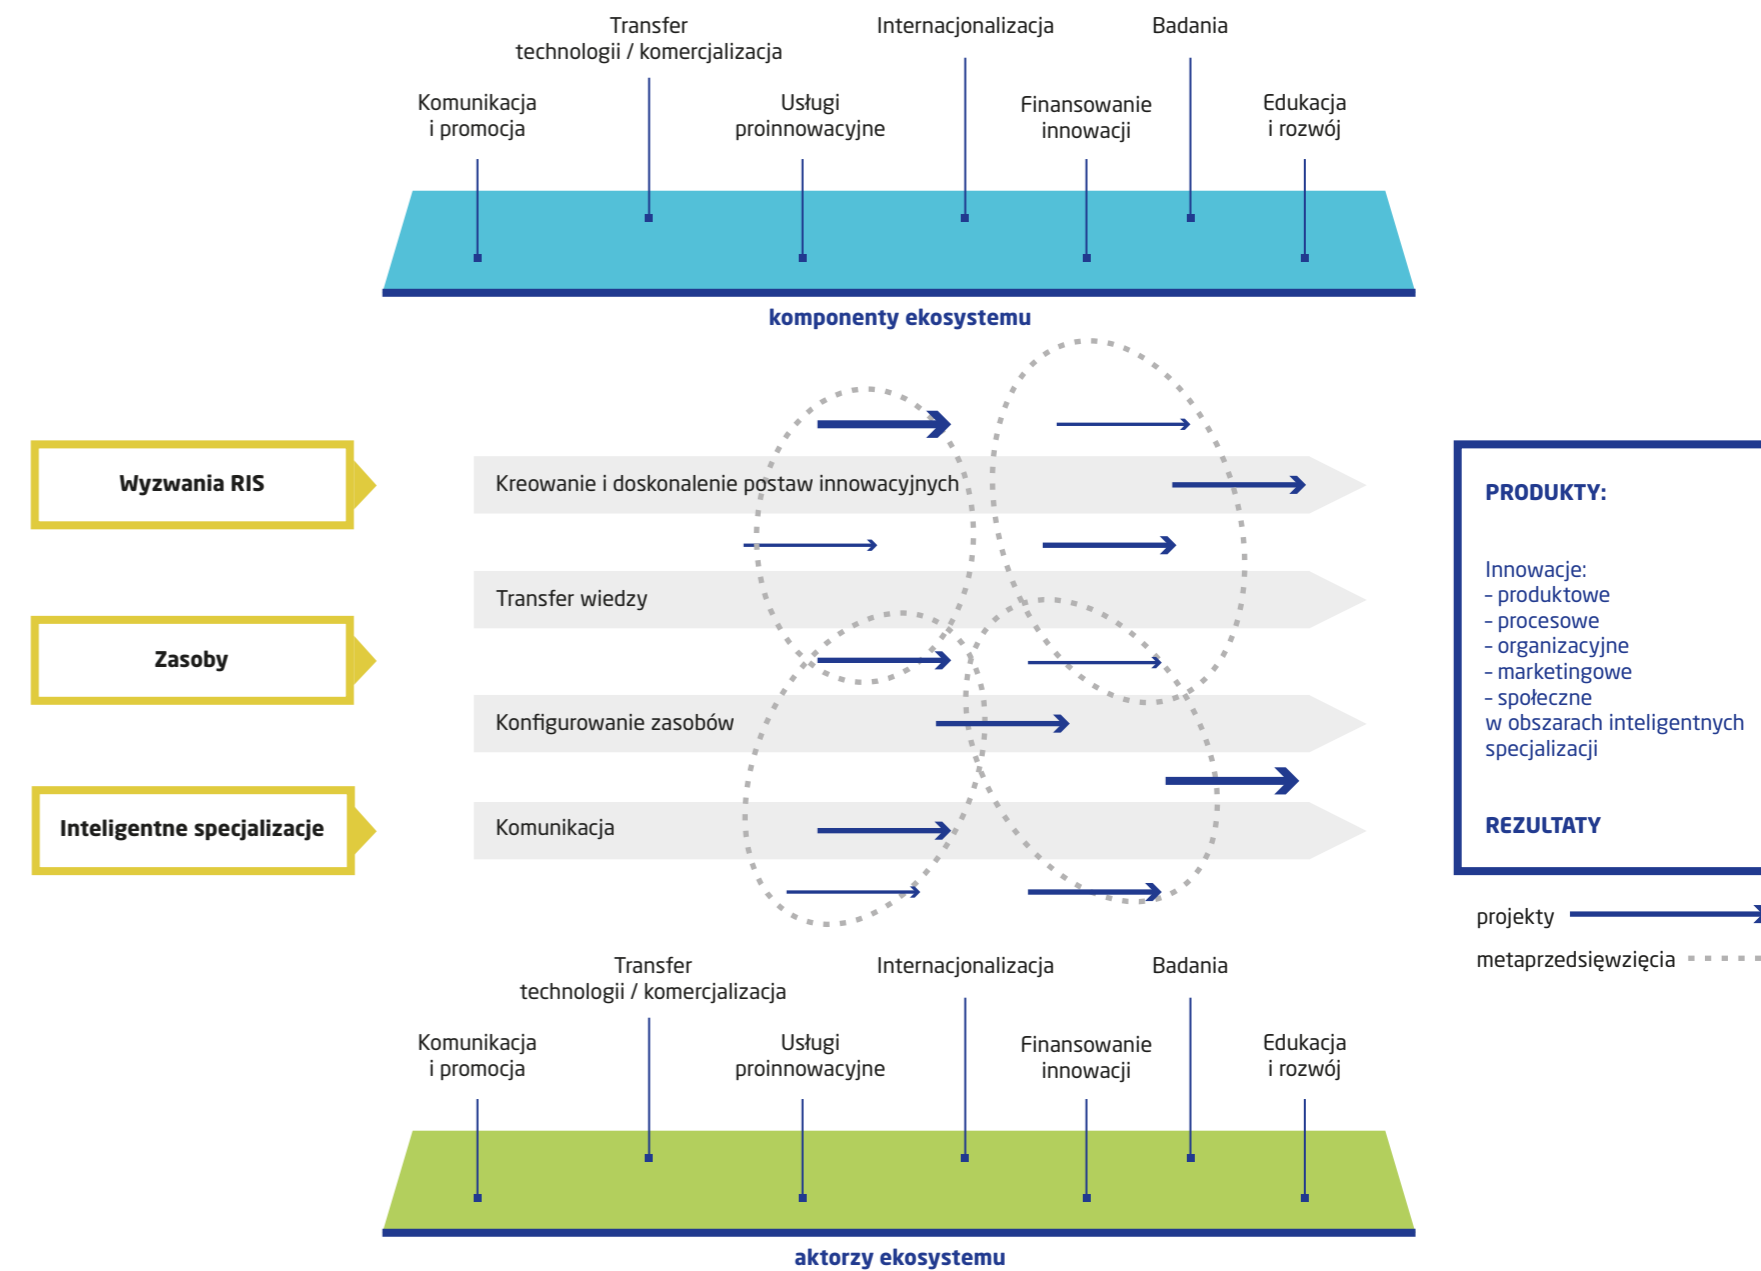 Transfer
technologii / komercjalizacja
Internacjonalizacja
Badania
Komunikacja
i promocja
Usługi
proinnowacyjne
Finansowanie
innowacji
Edukacja
i rozwój
komponenty ekosystemu
Wyzwania RIS
Zasoby
Inteligentne specjalizacje
Kreowanie i doskonalenie postaw innowacyjnych
Transfer wiedzy
Konfigurowanie zasobów
Komunikacja
PRODUKTY:
Innowacje:
– produktowe
– procesowe
– organizacyjne
– marketingowe
– społeczne
w obszarach inteligentnych
specjalizacji
REZULTATY
projekty
metaprzedsięwzięcia
Transfer
technologii / komercjalizacja
Internacjonalizacja
Badania
Komunikacja
i promocja
Usługi
proinnowacyjne
Finansowanie
innowacji
Edukacja
i rozwój
aktorzy ekosystemu